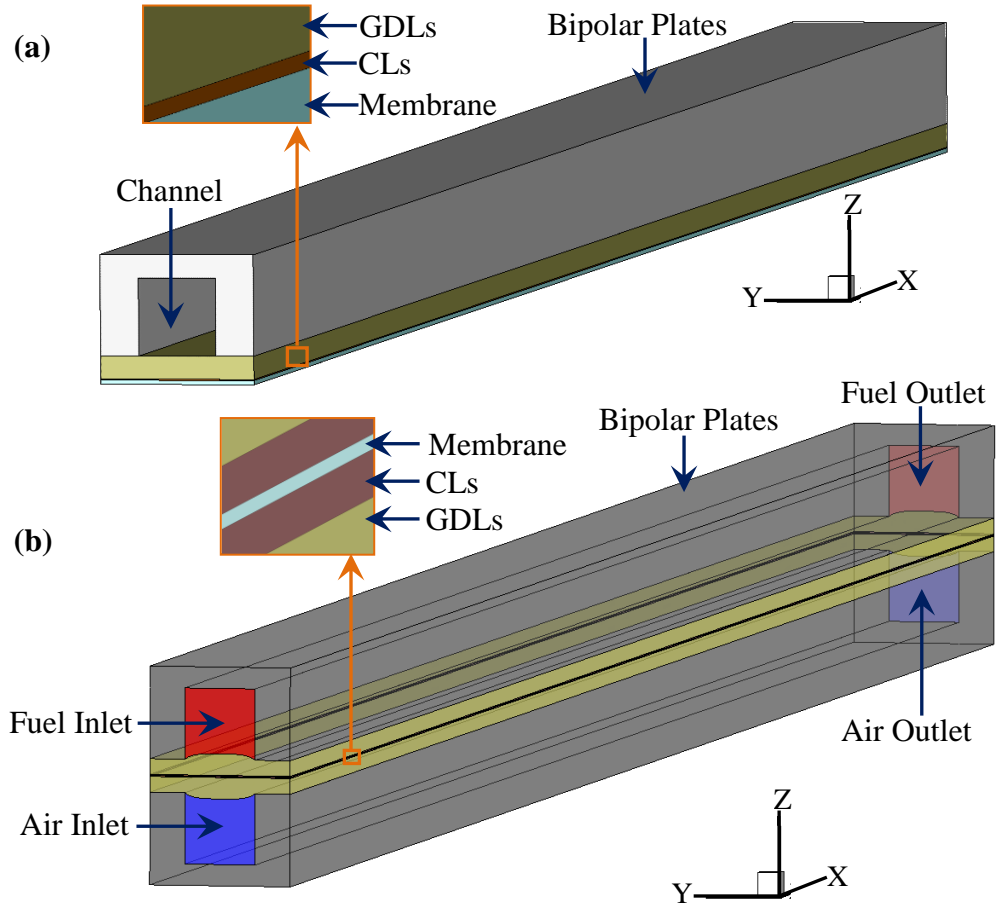 (a)
GDLs
CLs
Membrane
Bipolar Plates
Channel
Z
Y
X
(b)
Membrane
CLs
GDLs
Bipolar Plates
Fuel Outlet
Fuel Inlet
Air Outlet
Air Inlet
Z
Y
X